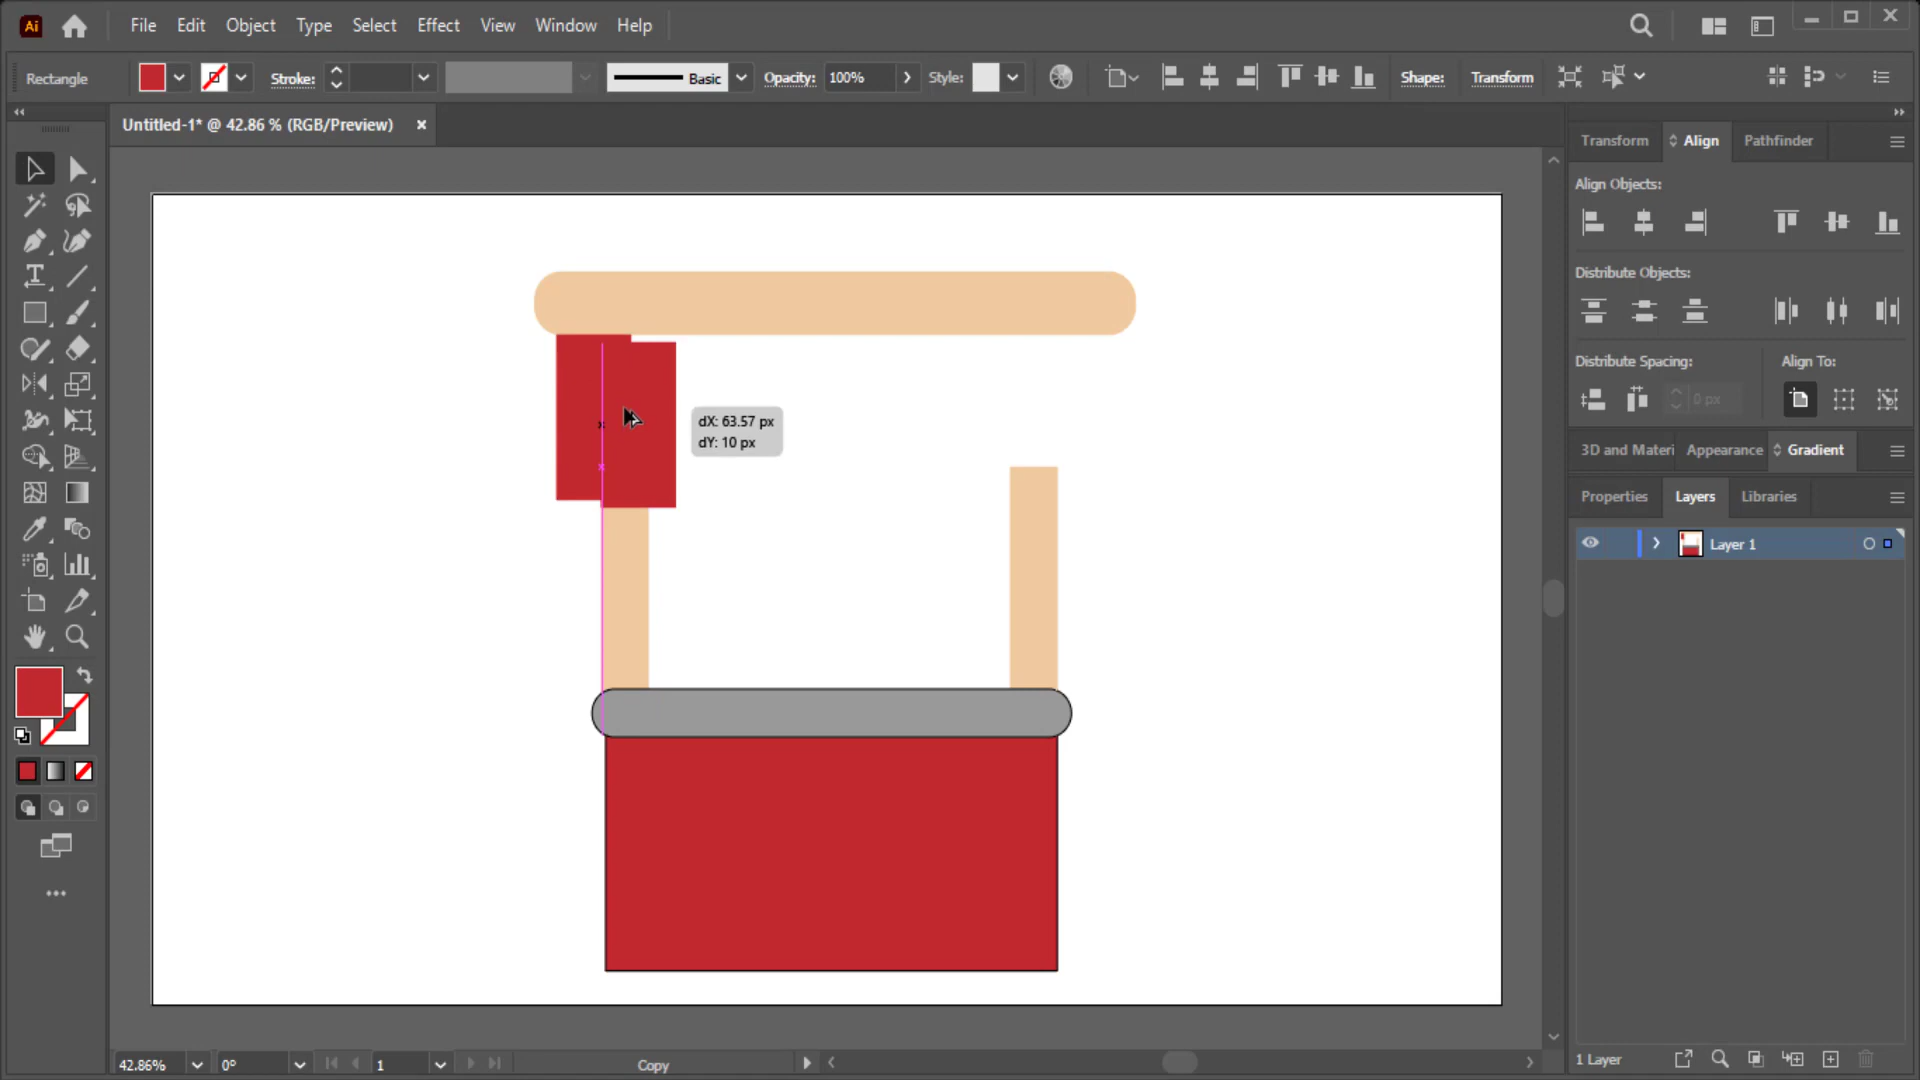 Ai File Edit Object Type Select Effect View Window Help
Rectangle Stroke: Basic Opacity: 100% Style: Shape: Transform
Untitled-1* @ 42.86 % (RGB/Preview) ×
Transform Align Pathfinder
Align Objects:
Distribute Objects:
Distribute Spacing: Align To:
0 px
dX: 63.57 px
dY: 10 px
3D and Materi Appearance Gradient
Properties Layers Libraries
Layer 1
42.86% 0° 1 Copy
1 Layer